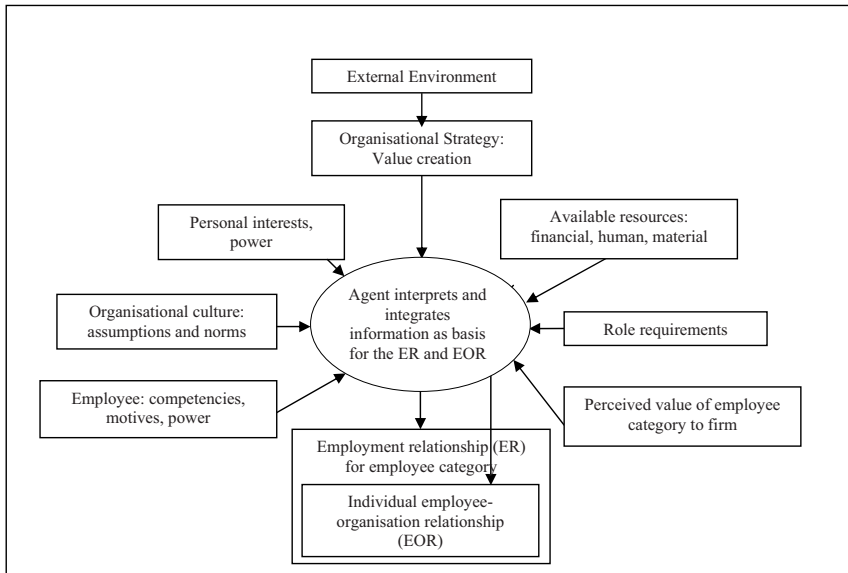 External Environment
Organisational Strategy:
Value creation
Personal interests,
power
Available resources:
financial, human, material
Organisational culture:
assumptions and norms
Agent interprets and
integrates
information as basis
for the ER and EOR
Role requirements
Employee: competencies,
motives, power
Perceived value of employee
category to firm
Employment relationship (ER)
for employee category
Individual employee-
organisation relationship
(EOR)